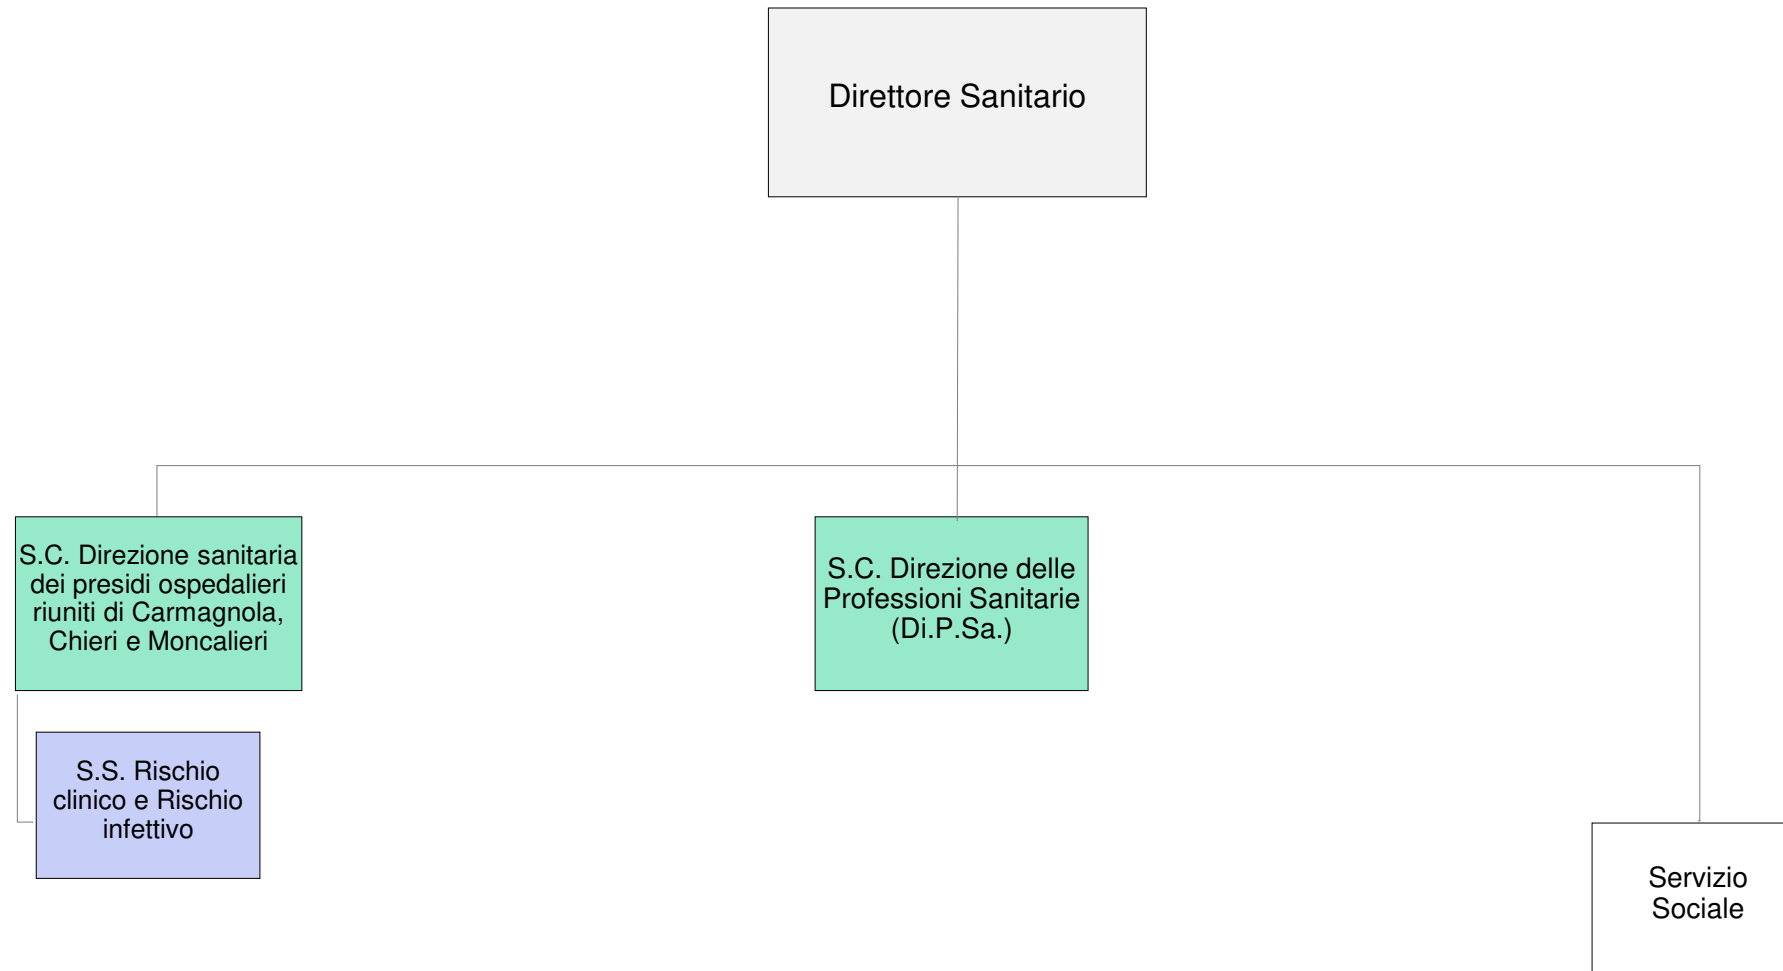 Direttore Sanitario
S.C. Direzione sanitaria
dei presidi ospedalieri
riuniti di Carmagnola,
Chieri e Moncalieri
S.C. Direzione delle
Professioni Sanitarie
(Di.P.Sa.)
S.S. Rischio
clinico e Rischio
infettivo
Servizio
Sociale